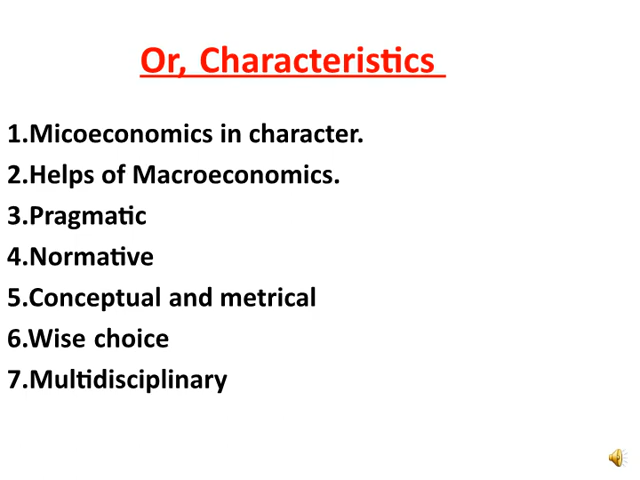 Or, Characteristics
1.Micoeconomics in character.
2.Helps of Macroeconomics.
3.Pragmatic
4.Normative
5.Conceptual and metrical
6.Wise choice
7.Multidisciplinary